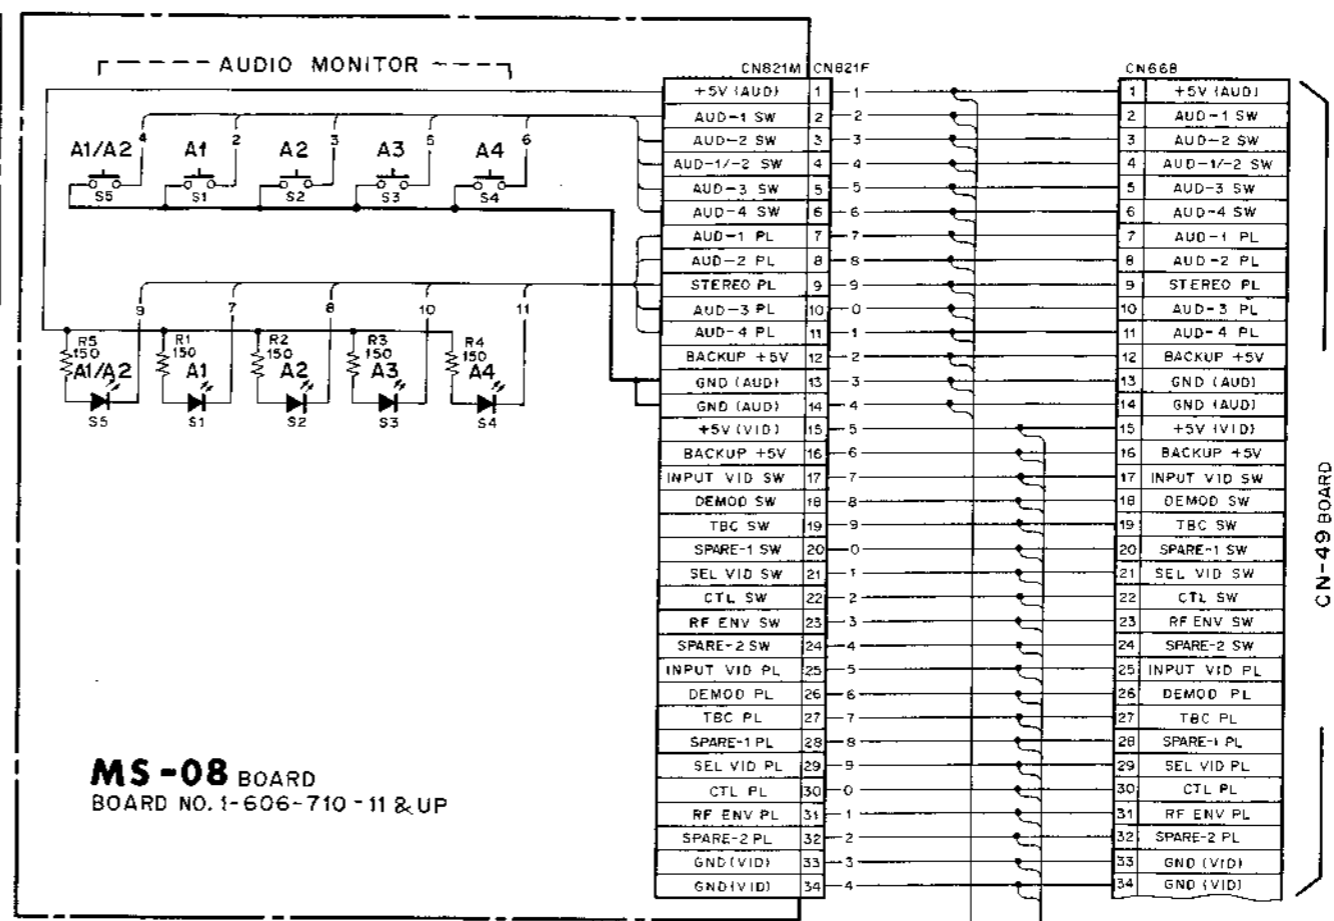 AUDIO MONITOR
CN821M CN821F CN668
+5V (AUD) 1 1 1 +5V (AUD)
AUD-1 SW 2 2 2 AUD-1 SW
AUD-2 SW 3 3 3 AUD-2 SW
AUD-1/-2 SW 4 4 4 AUD-1/-2 SW
AUD-3 SW 5 5 5 AUD-3 SW
AUD-4 SW 6 6 6 AUD-4 SW
AUD-1 PL 7 7 7 AUD-1 PL
AUD-2 PL 8 8 8 AUD-2 PL
STEREO PL 9 9 9 STEREO PL
AUD-3 PL 10 0 10 AUD-3 PL
AUD-4 PL 11 1 11 AUD-4 PL
BACKUP +5V 12 2 12 BACKUP +5V
GND (AUD) 13 3 13 GND (AUD)
GND (AUD) 14 4 14 GND (AUD)
+5V (VID) 15 5 15 +5V (VID)
BACKUP +5V 16 6 16 BACKUP +5V
INPUT VID SW 17 7 17 INPUT VID SW
DEMOD SW 18 8 18 DEMOD SW
TBC SW 19 9 19 TBC SW
SPARE-1 SW 20 0 20 SPARE-1 SW
SEL VID SW 21 1 21 SEL VID SW
CTL SW 22 2 22 CTL SW
RF ENV SW 23 3 23 RF ENV SW
SPARE-2 SW 24 4 24 SPARE-2 SW
INPUT VID PL 25 5 25 INPUT VID PL
DEMOD PL 26 6 26 DEMOD PL
TBC PL 27 7 27 TBC PL
SPARE-1 PL 28 8 28 SPARE-1 PL
SEL VID PL 29 9 29 SEL VID PL
CTL PL 30 0 30 CTL PL
RF ENV PL 31 1 31 RF ENV PL
SPARE-2 PL 32 2 32 SPARE-2 PL
GND (VID) 33 3 33 GND (VID)
GND (VID) 34 4 34 GND (VID)
4 2 3 5 6
A1/A2 A1 A2 A3 A4
S5 S1 S2 S3 S4
9 7 8 10 11
R5 R1 R2 R3 R4
150 150 150 150 150
A1/A2 A1 A2 A3 A4
S5 S1 S2 S3 S4
MS-08 BOARD
BOARD NO. 1-606-710-11 & UP
CN-49 BOARD